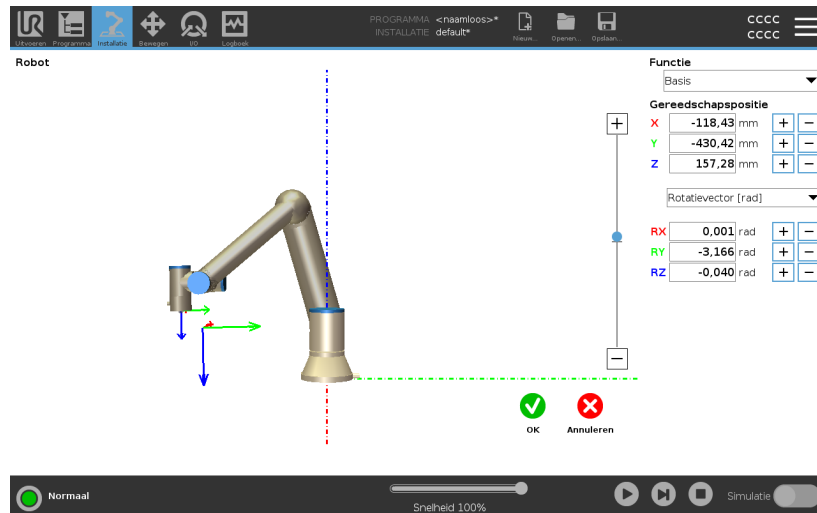 UR
PROGRAMMA <naamloos>*
INSTALLATIE default*
cccc
cccc
Uitvoeren Programma Installatie Bewegen I/O Logboek
Nieuw... Openen... Opslaan...
Robot
Functie
Basis
Gereedschapspositie
X -118,43 mm + −
Y -430,42 mm + −
Z 157,28 mm + −
+
Rotatievector [rad]
RX 0,001 rad + −
RY -3,166 rad + −
RZ -0,040 rad + −
−
OK Annuleren
Normaal
Snelheid 100%
Simulatie